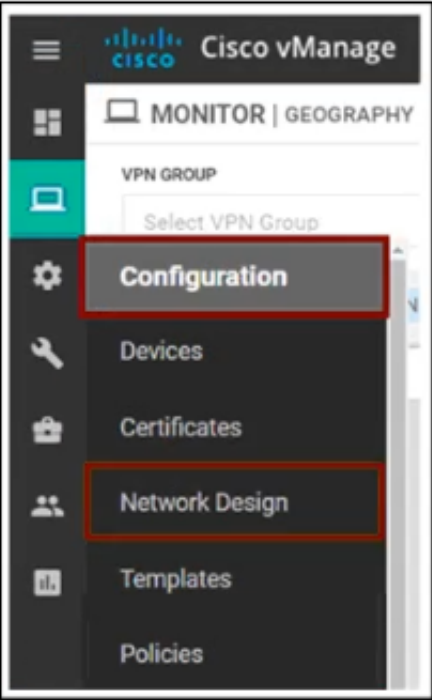 CISCO Cisco vManage
MONITOR | GEOGRAPHY
VPN GROUP
Select VPN Group
Configuration
Devices
Certificates
Network Design
Templates
Policies